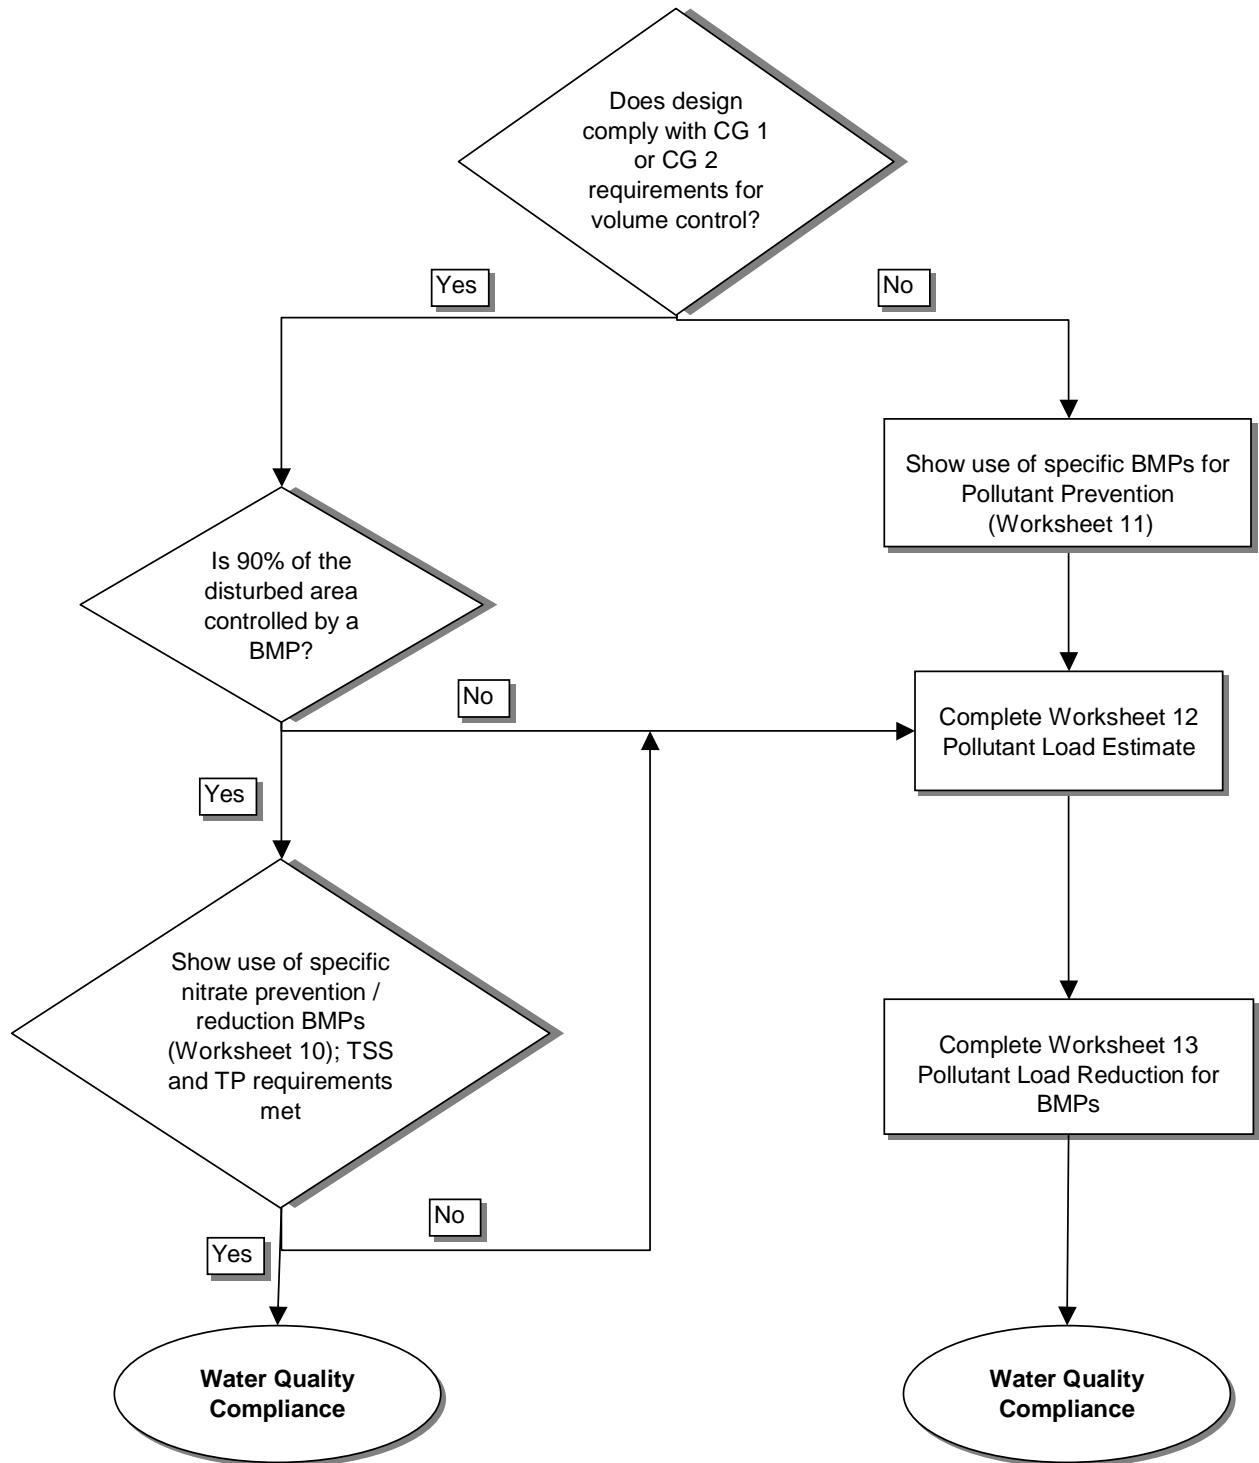 Does design
comply with CG 1
or CG 2
requirements for
volume control?
Yes
No
Show use of specific BMPs for
Pollutant Prevention
(Worksheet 11)
Is 90% of the
disturbed area
controlled by a
BMP?
No
Complete Worksheet 12
Pollutant Load Estimate
Yes
Show use of specific
nitrate prevention /
reduction BMPs
(Worksheet 10); TSS
and TP requirements
met
Complete Worksheet 13
Pollutant Load Reduction for
BMPs
No
Yes
Water Quality
Compliance
Water Quality
Compliance